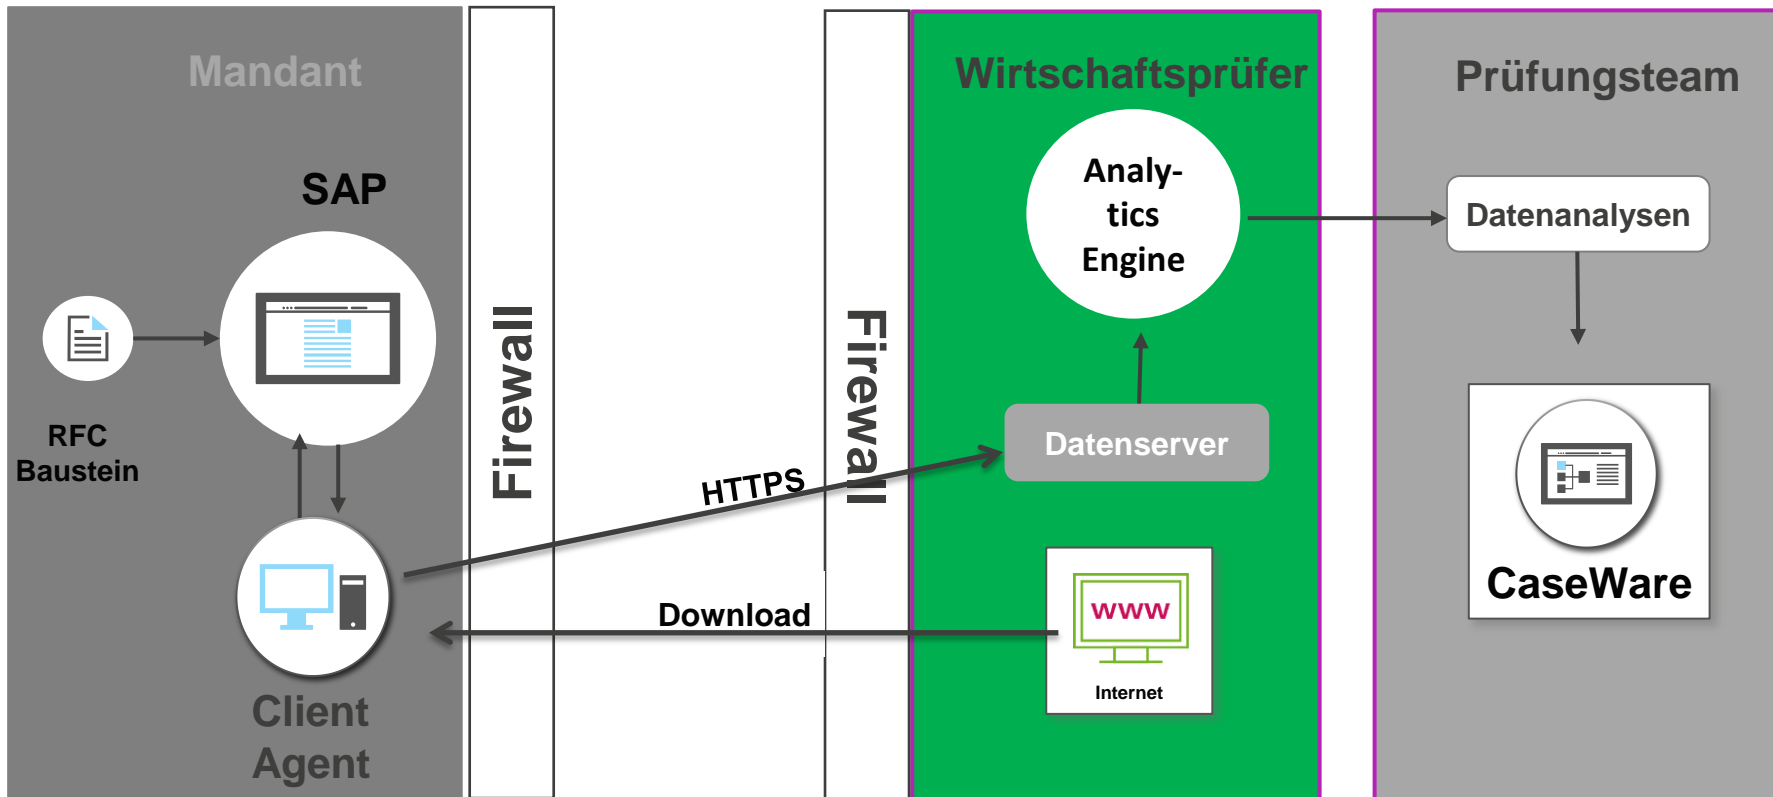 Mandant
SAP
RFC
Baustein
Client
Agent
Firewall
HTTPS
Download
Firewall
Wirtschaftsprüfer
Analy-
tics
Engine
Datenserver
www
Internet
Prüfungsteam
Datenanalysen
CaseWare